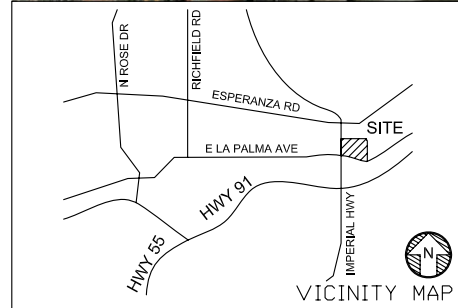 N ROSE DR
RICHFIELD RD
ESPERANZA RD
SITE
E LA PALMA AVE
HWY 91
HWY 55
IMPERIAL HWY
N
VICINITY MAP